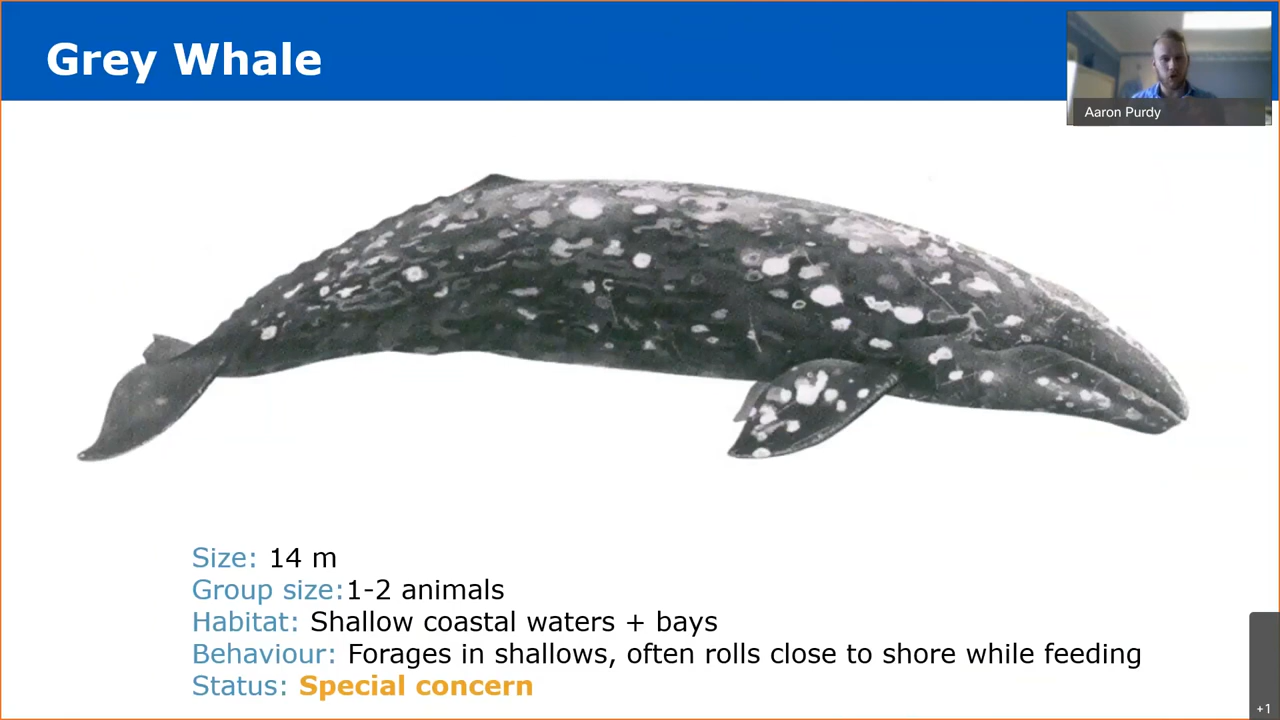 Grey Whale
Aaron Purdy
Size: 14 m
Group size:1-2 animals
Habitat: Shallow coastal waters + bays
Behaviour: Forages in shallows, often rolls close to shore while feeding
Status: Special concern
+1